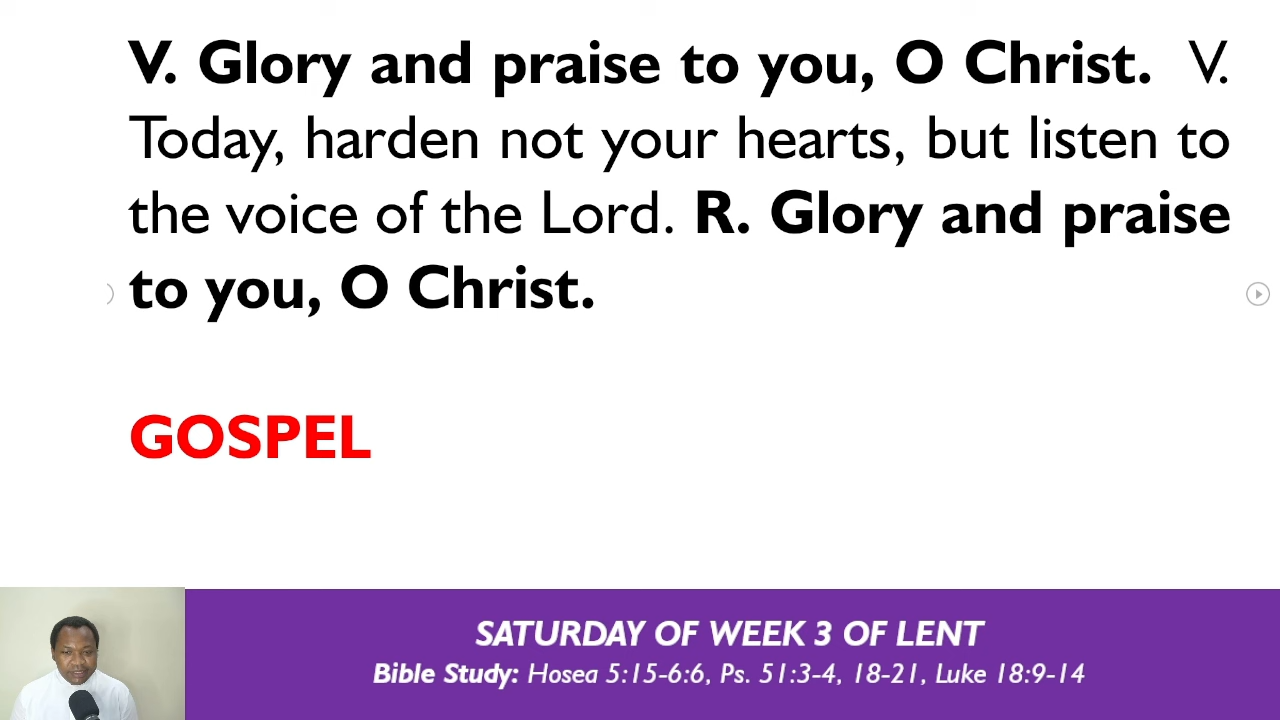 V. Glory and praise to you, O Christ. V.
Today, harden not your hearts, but listen to
the voice of the Lord. R. Glory and praise
to you, O Christ.
GOSPEL
SATURDAY OF WEEK 3 OF LENT
Bible Study: Hosea 5:15-6:6, Ps. 51:3-4, 18-21, Luke 18:9-14